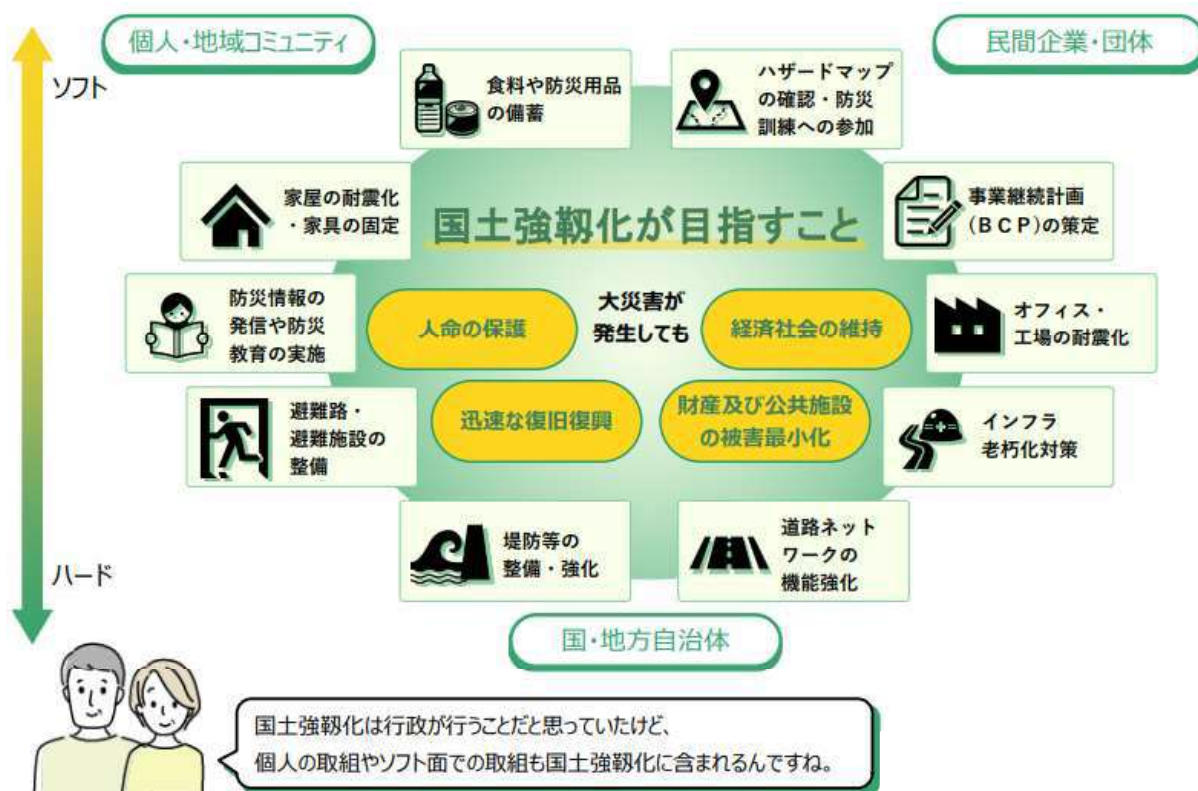 個人・地域コミュニティ
民間企業・団体
ソフト
食料や防災用品
の備蓄
ハザードマップ
の確認・防災
訓練への参加
家屋の耐震化
・家具の固定
国土強靱化が目指すこと
事業継続計画
(BCP)の策定
防災情報の
発信や防災
教育の実施
人命の保護
大災害が
発生しても
経済社会の維持
オフィス・
工場の耐震化
避難路・
避難施設の
整備
迅速な復旧復興
財産及び公共施設
の被害最小化
インフラ
老朽化対策
ハード
堤防等の
整備・強化
道路ネット
ワークの
機能強化
国・地方自治体
国土強靱化は行政が行うことだと思っていたけど、
個人の取組やソフト面での取組も国土強靱化に含まれるんですね。